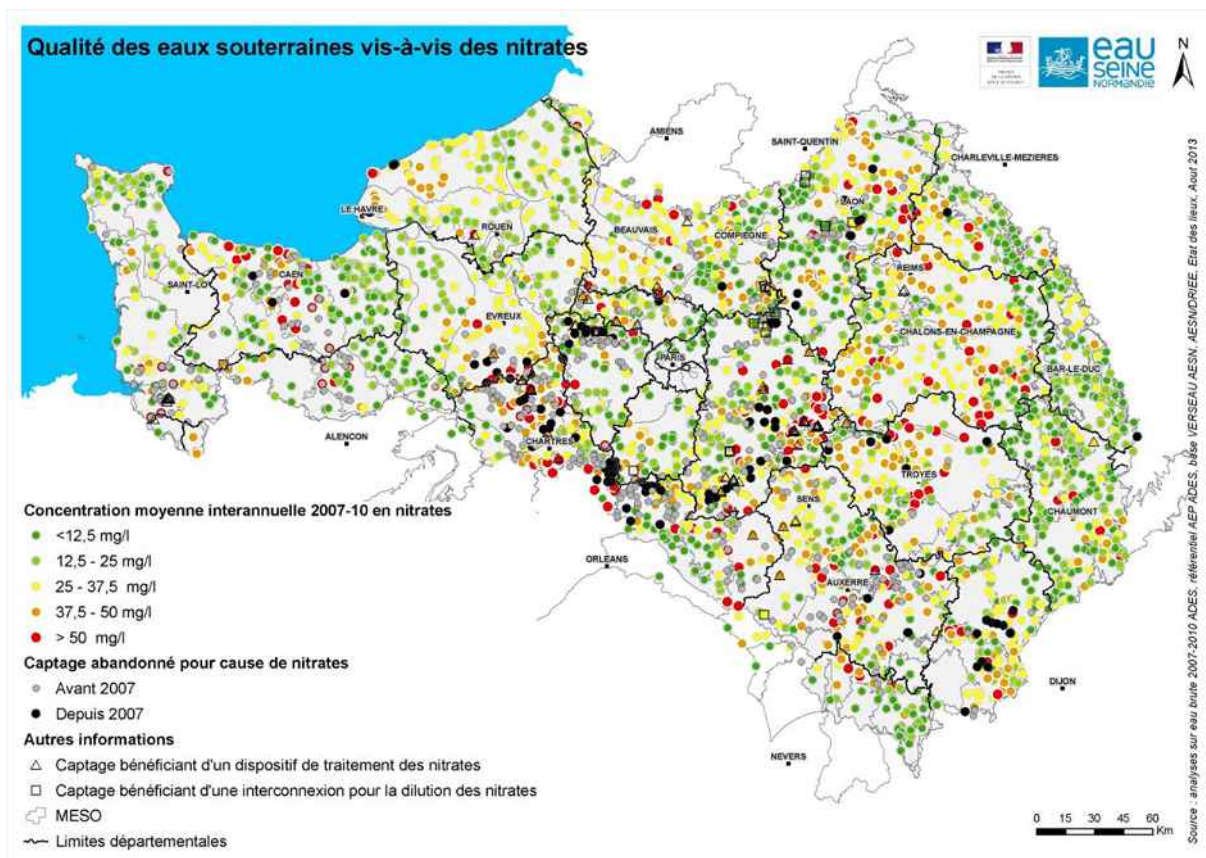 Qualité des eaux souterraines vis-à-vis des nitrates
eau
SEINE
NORMANDIE
N
AMIENS
SAINT-QUENTIN
CHARLEVILLE-MEZIERES
LE HAVRE
ROUEN
BEAUVAIS
COMPIEGNE
LAON
CAEN
SAINT-LO
REIMS
EVREUX
PARIS
CHALONS-EN-CHAMPAGNE
BAR-LE-DUC
ALENCON
CHARTRES
TROYES
SENS
CHAUMONT
ORLEANS
AUXERRE
DIJON
NEVERS
Concentration moyenne interannuelle 2007-10 en nitrates
<12,5 mg/l
12,5 - 25 mg/l
25 - 37,5 mg/l
37,5 - 50 mg/l
> 50 mg/l
Captage abandonné pour cause de nitrates
Avant 2007
Depuis 2007
Autres informations
Captage bénéficiant d'un dispositif de traitement des nitrates
Captage bénéficiant d'une interconnexion pour la dilution des nitrates
MESO
Limites départementales
0 15 30 45 60
Km
Source : analyses sur eau brute 2007-2010 ADES, référentiel AEP ADES, base VERSEAU AESN, AESN/DRIEE, Etat des lieux, Aout 2013